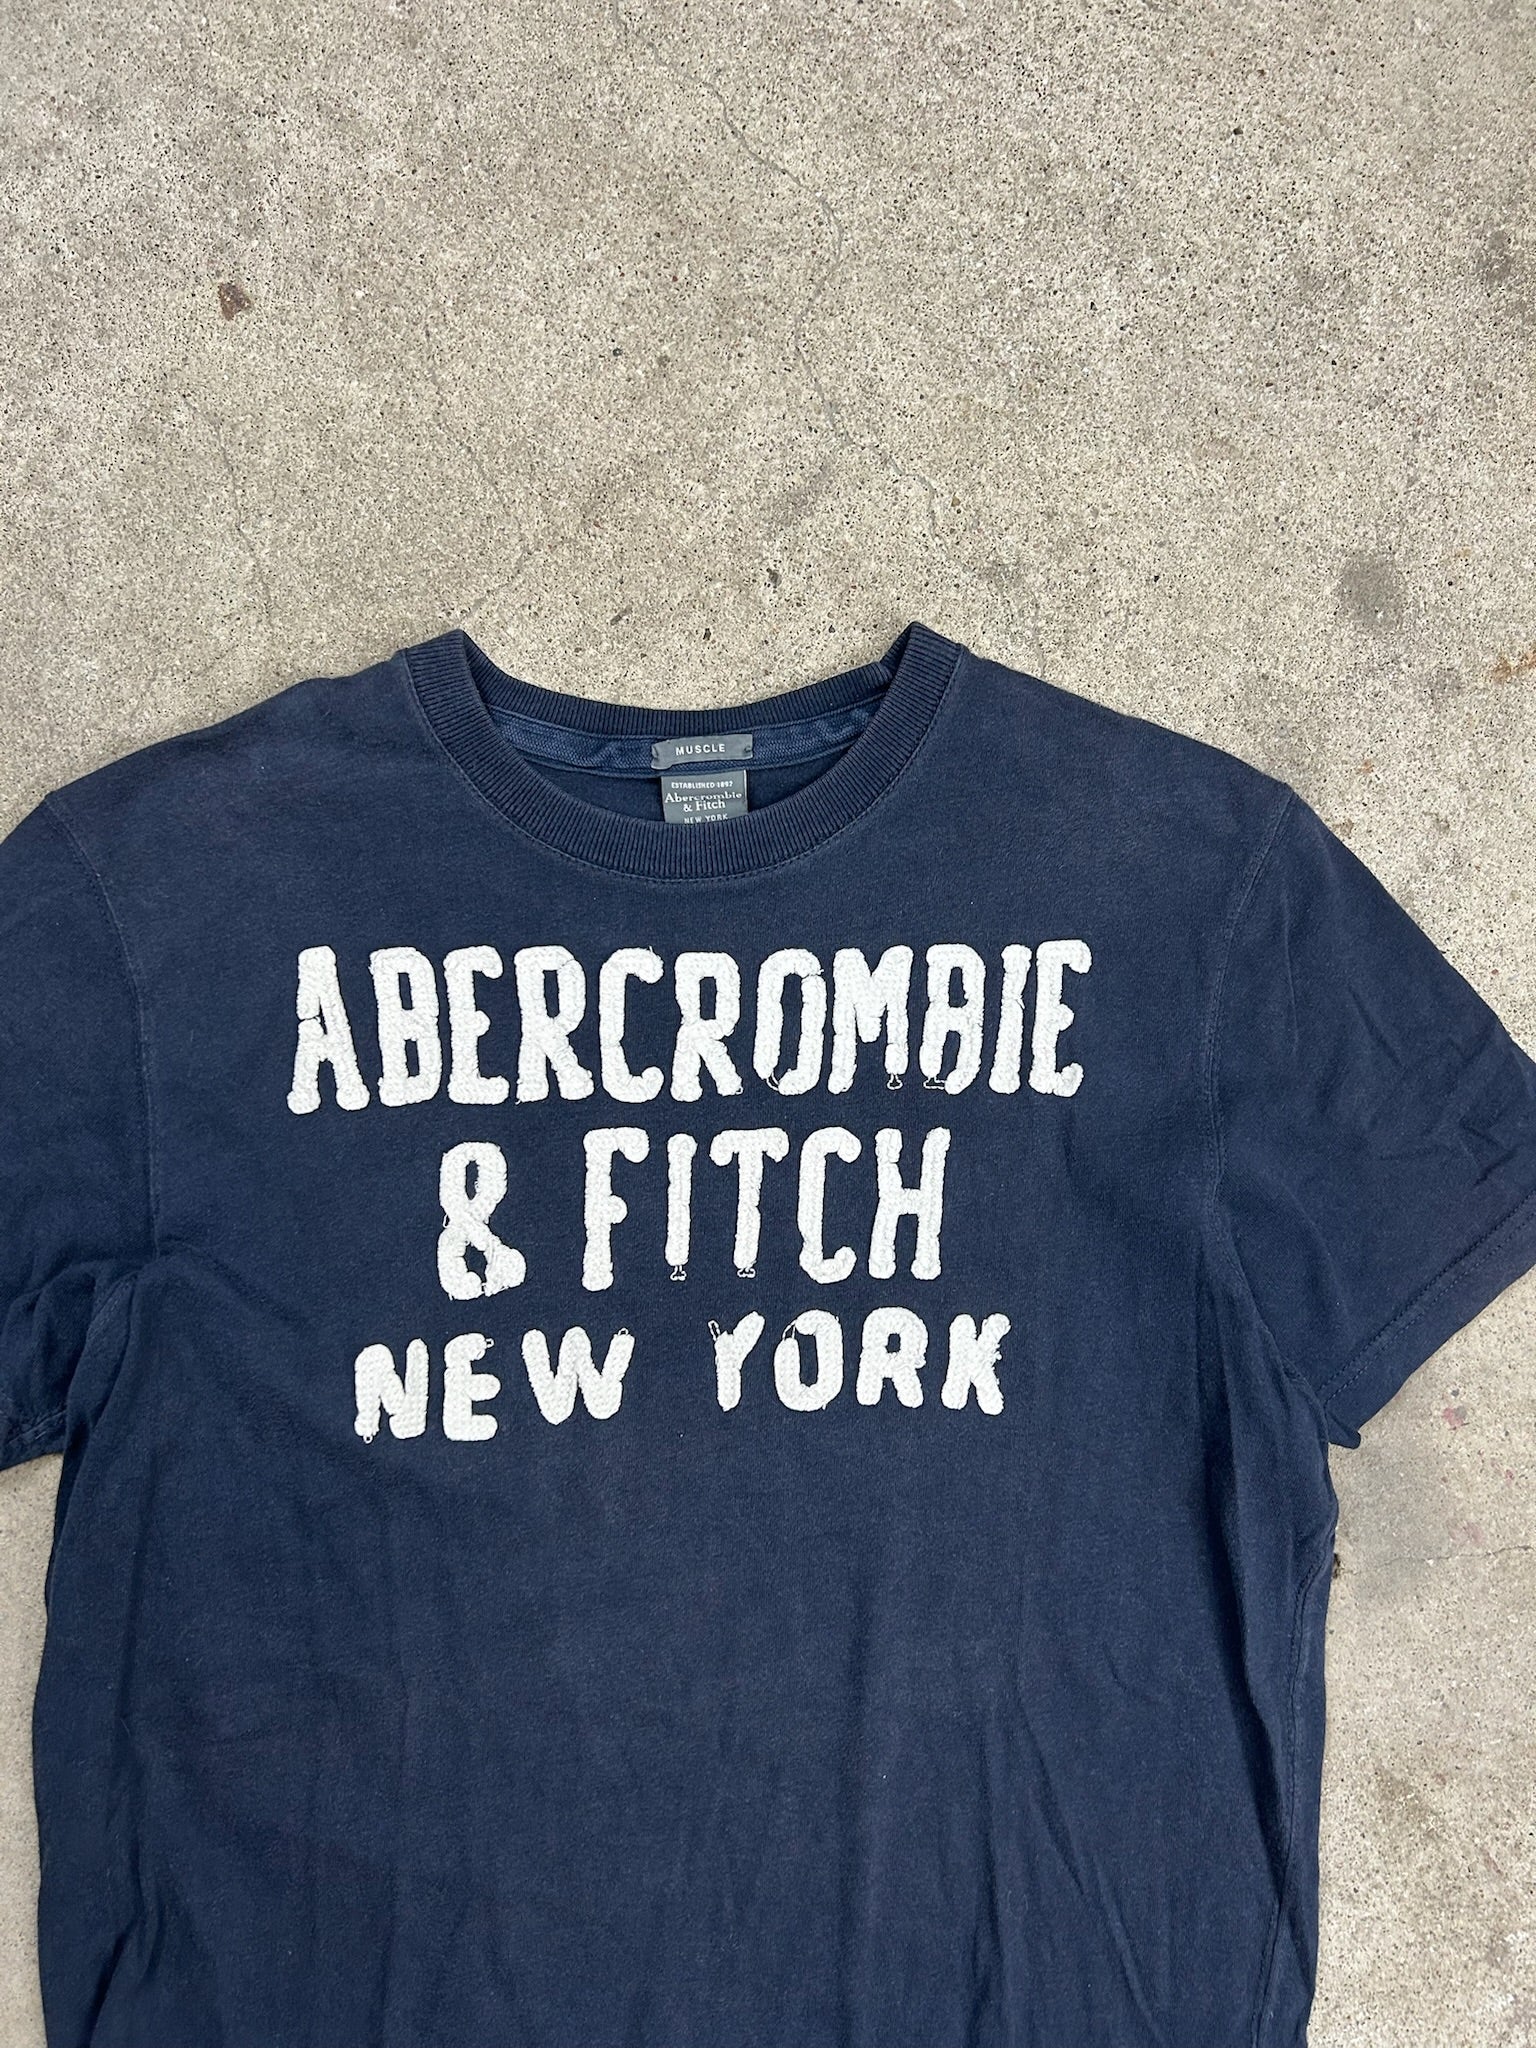 MUSCLE
ESTABLISHED 1892
Abercrombie
& Fitch
NEW YORK
ABERCROMBIE
& FITCH
NEW YORK